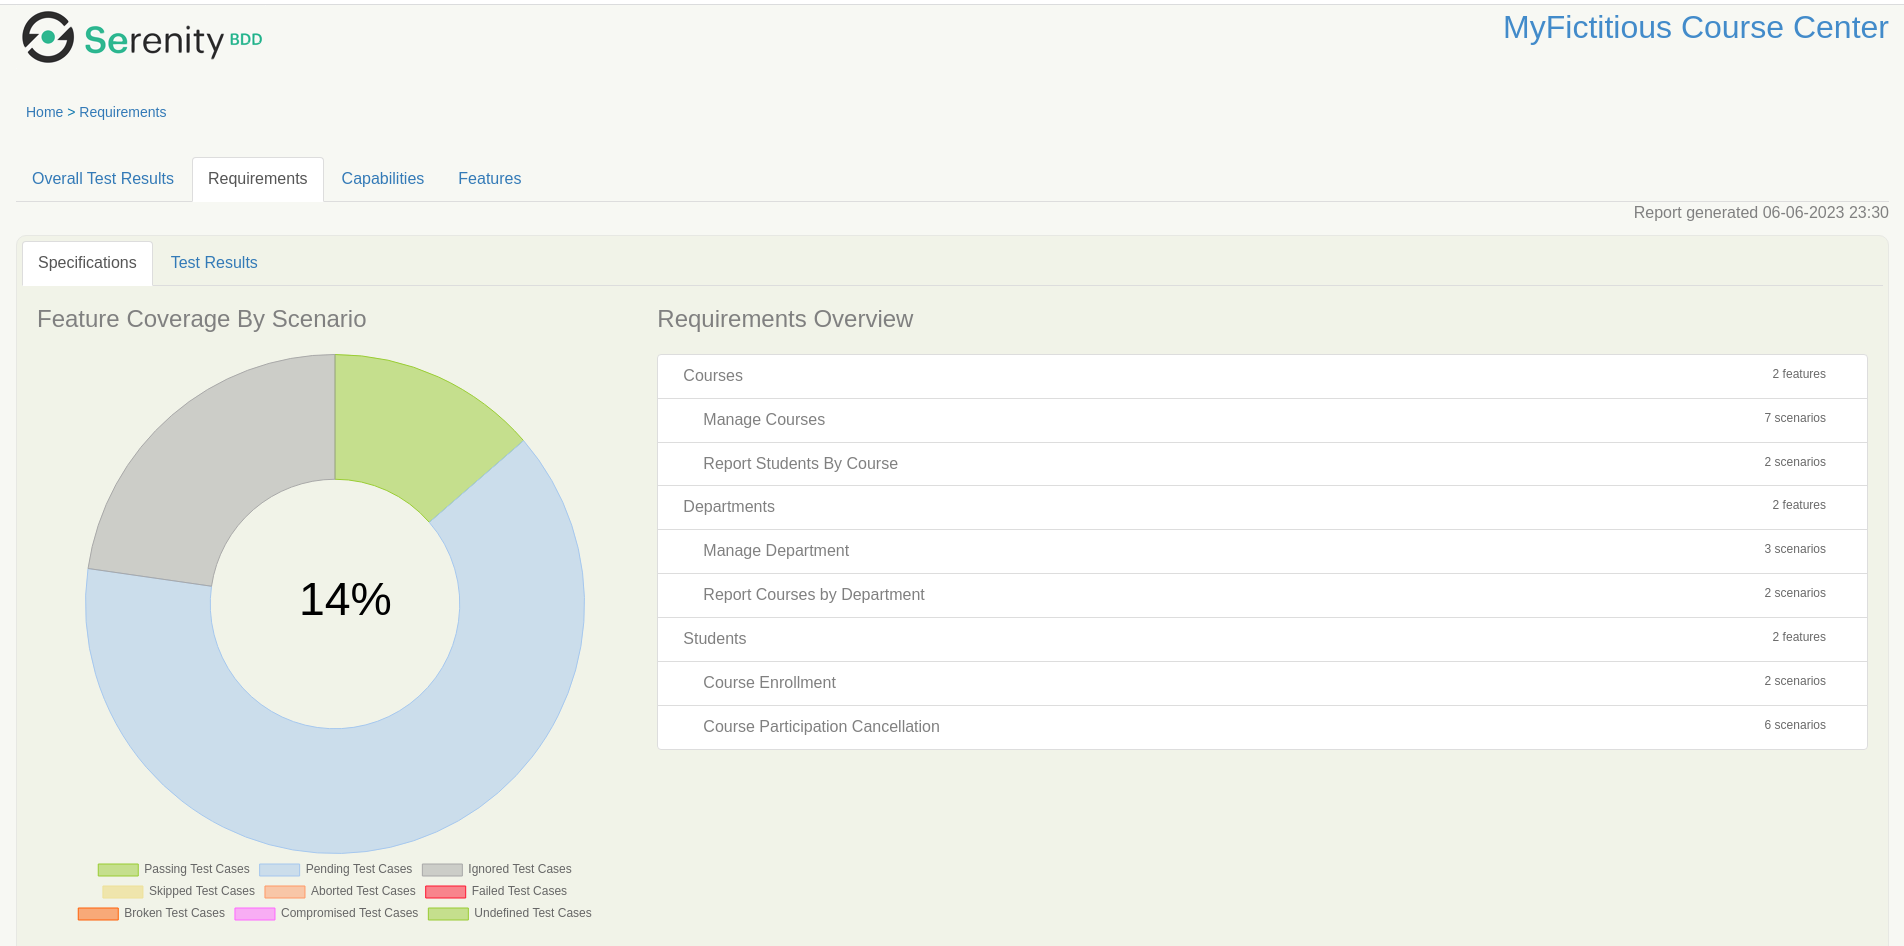 Serenity BDD
MyFictitious Course Center
Home > Requirements
Overall Test Results
Requirements
Capabilities
Features
Report generated 06-06-2023 23:30
Specifications
Test Results
Feature Coverage By Scenario
14%
Passing Test Cases
Pending Test Cases
Ignored Test Cases
Skipped Test Cases
Aborted Test Cases
Failed Test Cases
Broken Test Cases
Compromised Test Cases
Undefined Test Cases
Requirements Overview
Courses 2 features
Manage Courses 7 scenarios
Report Students By Course 2 scenarios
Departments 2 features
Manage Department 3 scenarios
Report Courses by Department 2 scenarios
Students 2 features
Course Enrollment 2 scenarios
Course Participation Cancellation 6 scenarios